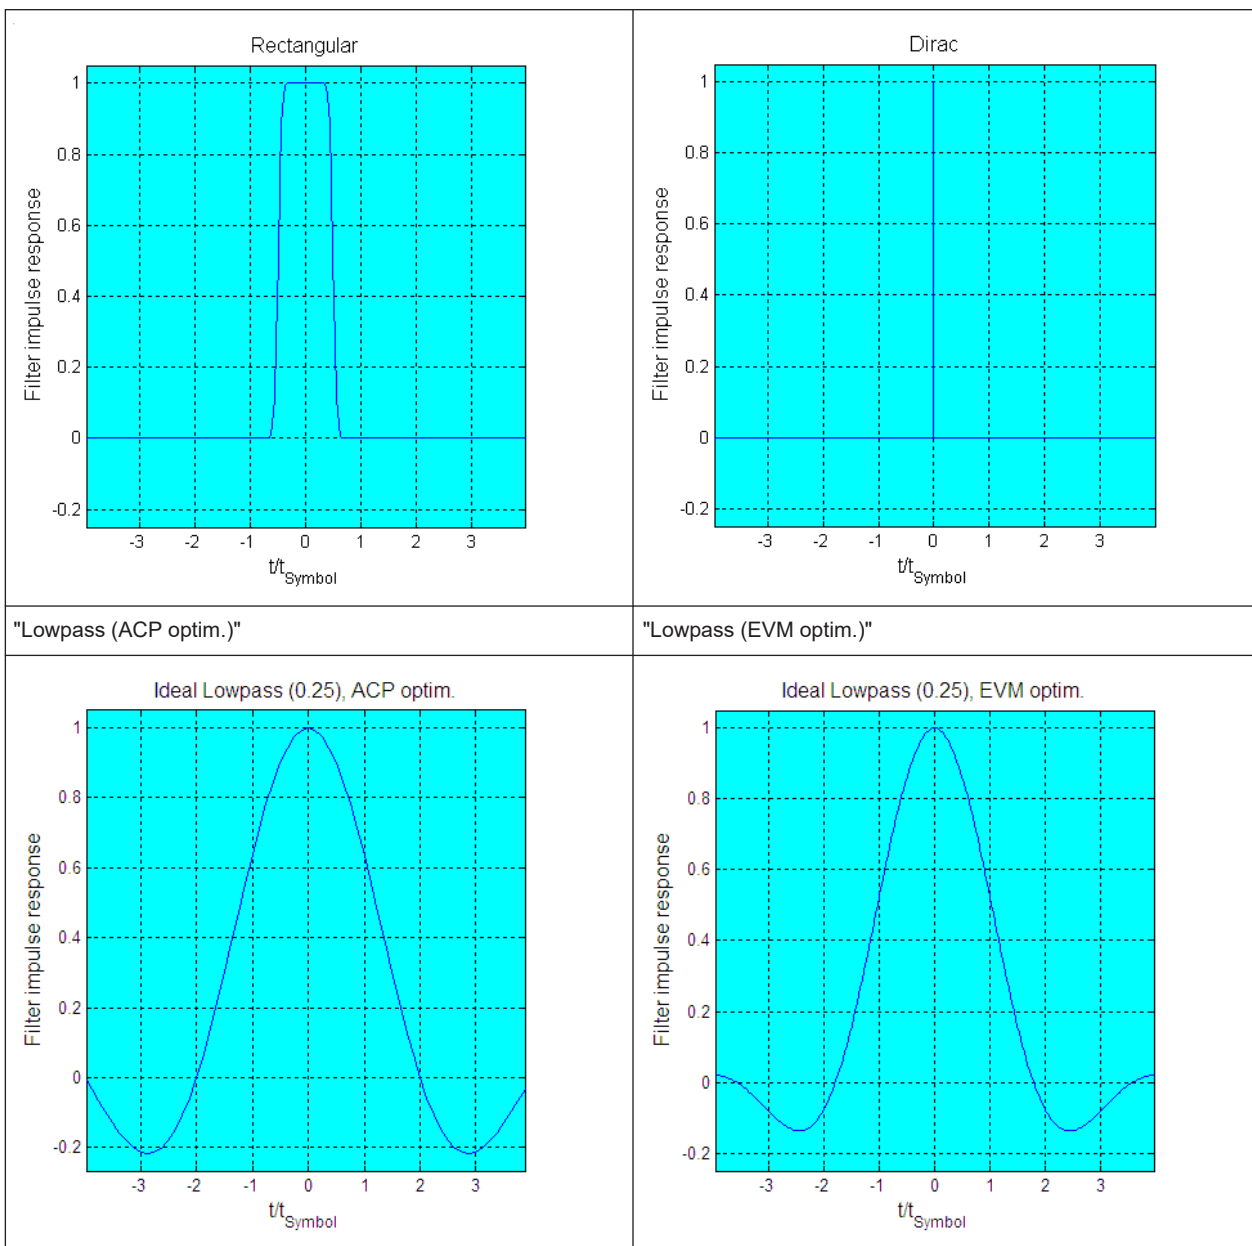 Rectangular
1
0.8
0.6
0.4
0.2
0
-0.2
Filter impulse response
-3 -2 -1 0 1 2 3
t/tSymbol
Dirac
1
0.8
0.6
0.4
0.2
0
-0.2
Filter impulse response
-3 -2 -1 0 1 2 3
t/tSymbol
"Lowpass (ACP optim.)"
"Lowpass (EVM optim.)"
Ideal Lowpass (0.25), ACP optim.
1
0.8
0.6
0.4
0.2
0
-0.2
Filter impulse response
-3 -2 -1 0 1 2 3
t/tSymbol
Ideal Lowpass (0.25), EVM optim.
1
0.8
0.6
0.4
0.2
0
-0.2
Filter impulse response
-3 -2 -1 0 1 2 3
t/tSymbol